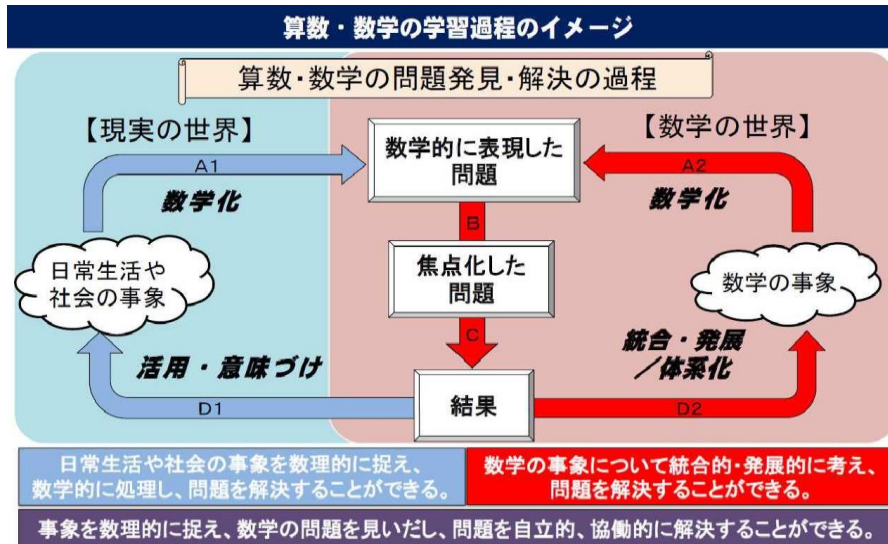 算数・数学の学習過程のイメージ
算数・数学の問題発見・解決の過程
【現実の世界】
【数学の世界】
A1
数学化
数学的に表現した
問題
A2
数学化
B
日常生活や
社会の事象
焦点化した
問題
数学の事象
C
活用・意味づけ
統合・発展
／体系化
D1
結果
D2
日常生活や社会の事象を数理的に捉え、
数学的に処理し、問題を解決することができる。
数学の事象について統合的・発展的に考え、
問題を解決することができる。
事象を数理的に捉え、数学の問題を見いだし、問題を自立的、協働的に解決することができる。